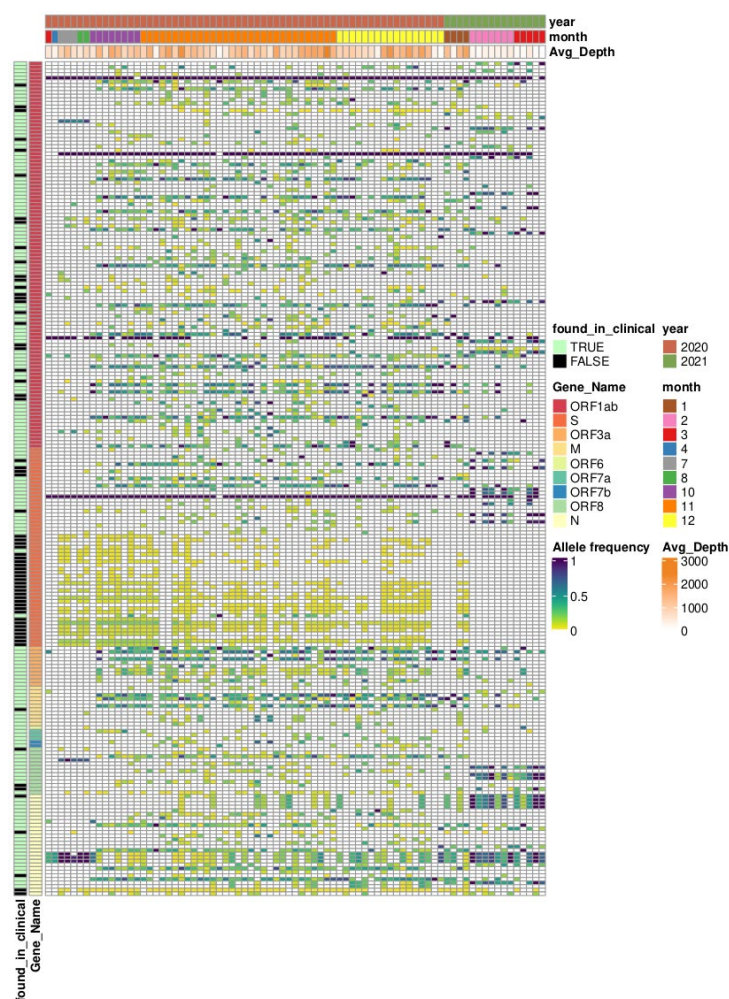 year
month
Avg_Depth
found_in_clinical year
TRUE 2020
FALSE 2021
Gene_Name month
ORF1ab 1
S 2
ORF3a 3
M 4
ORF6 7
ORF7a 8
ORF7b 10
ORF8 11
N 12
Allele frequency Avg_Depth
1 3000
2000
0.5 1000
0 0
found_in_clinical
Gene_Name